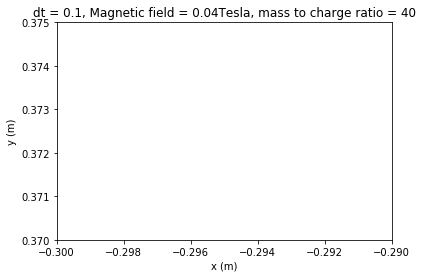 dt = 0.1, Magnetic field = 0.04Tesla, mass to charge ratio = 40
0.375
0.374
0.373
0.372
0.371
0.370
y (m)
−0.300 −0.298 −0.296 −0.294 −0.292 −0.290
x (m)